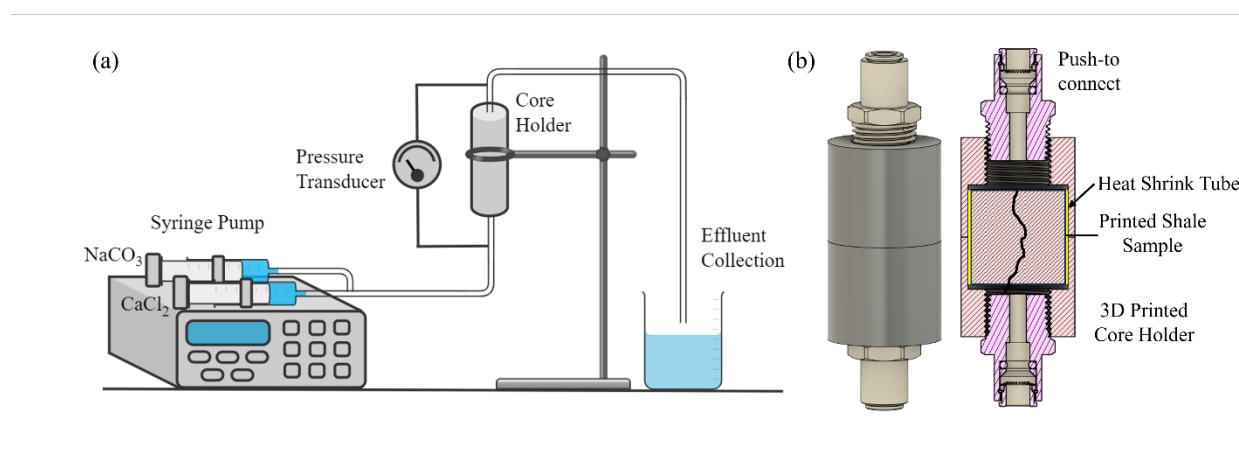 (a)
Core
Holder
Pressure
Transducer
Syringe Pump
NaCO3
CaCl2
Effluent
Collection
(b)
Push-to
connect
Heat Shrink Tube
Printed Shale
Sample
3D Printed
Core Holder